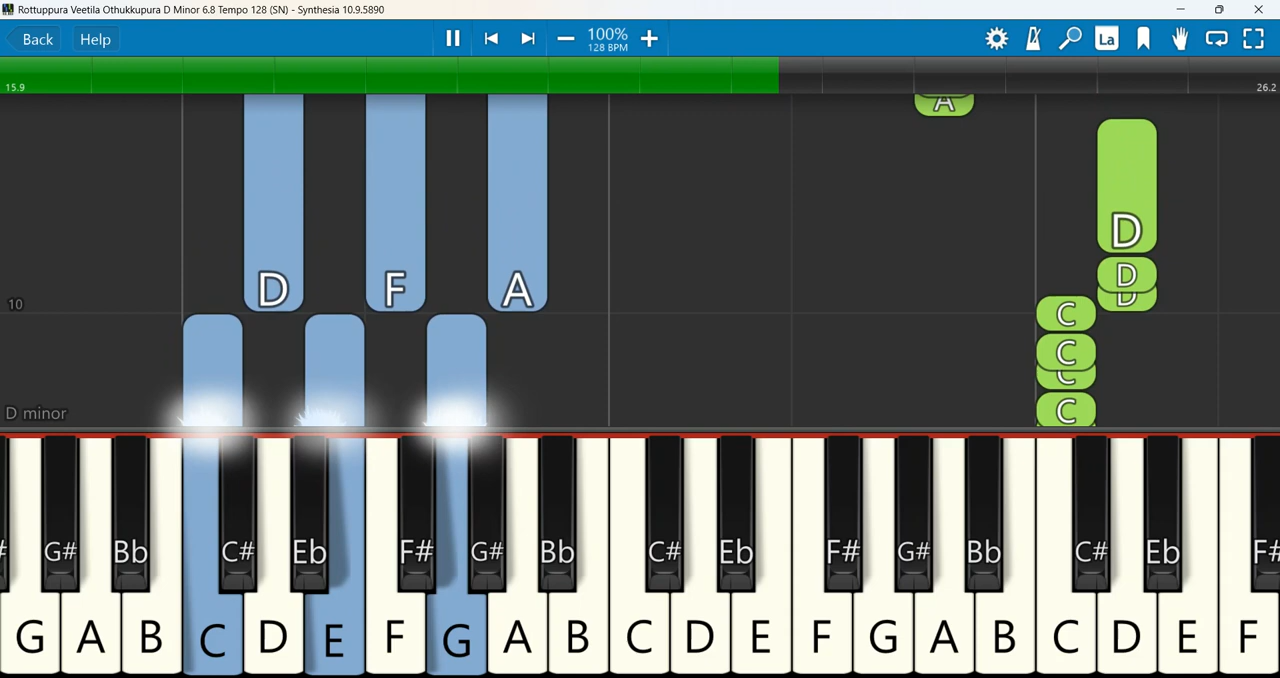 Rottuppura Veetila Othukkupura D Minor 6.8 Tempo 128 (SN) - Synthesia 10.9.5890
Back Help 100% La
128 BPM
15.9 26.2
A
D
D F A D
D
10 C
C
C
D minor C
G# Bb C# Eb F# G# Bb C# Eb F# G# Bb C# Eb F#
G A B C D E F G A B C D E F G A B C D E F